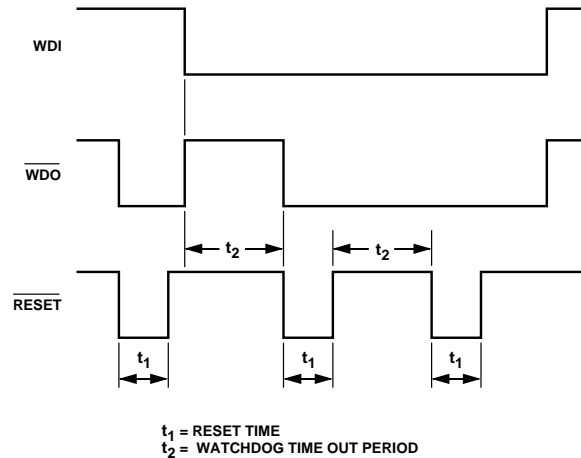 WDI
WDO
t2
t2
RESET
t1
t1
t1
t1 = RESET TIME
t2 = WATCHDOG TIME OUT PERIOD